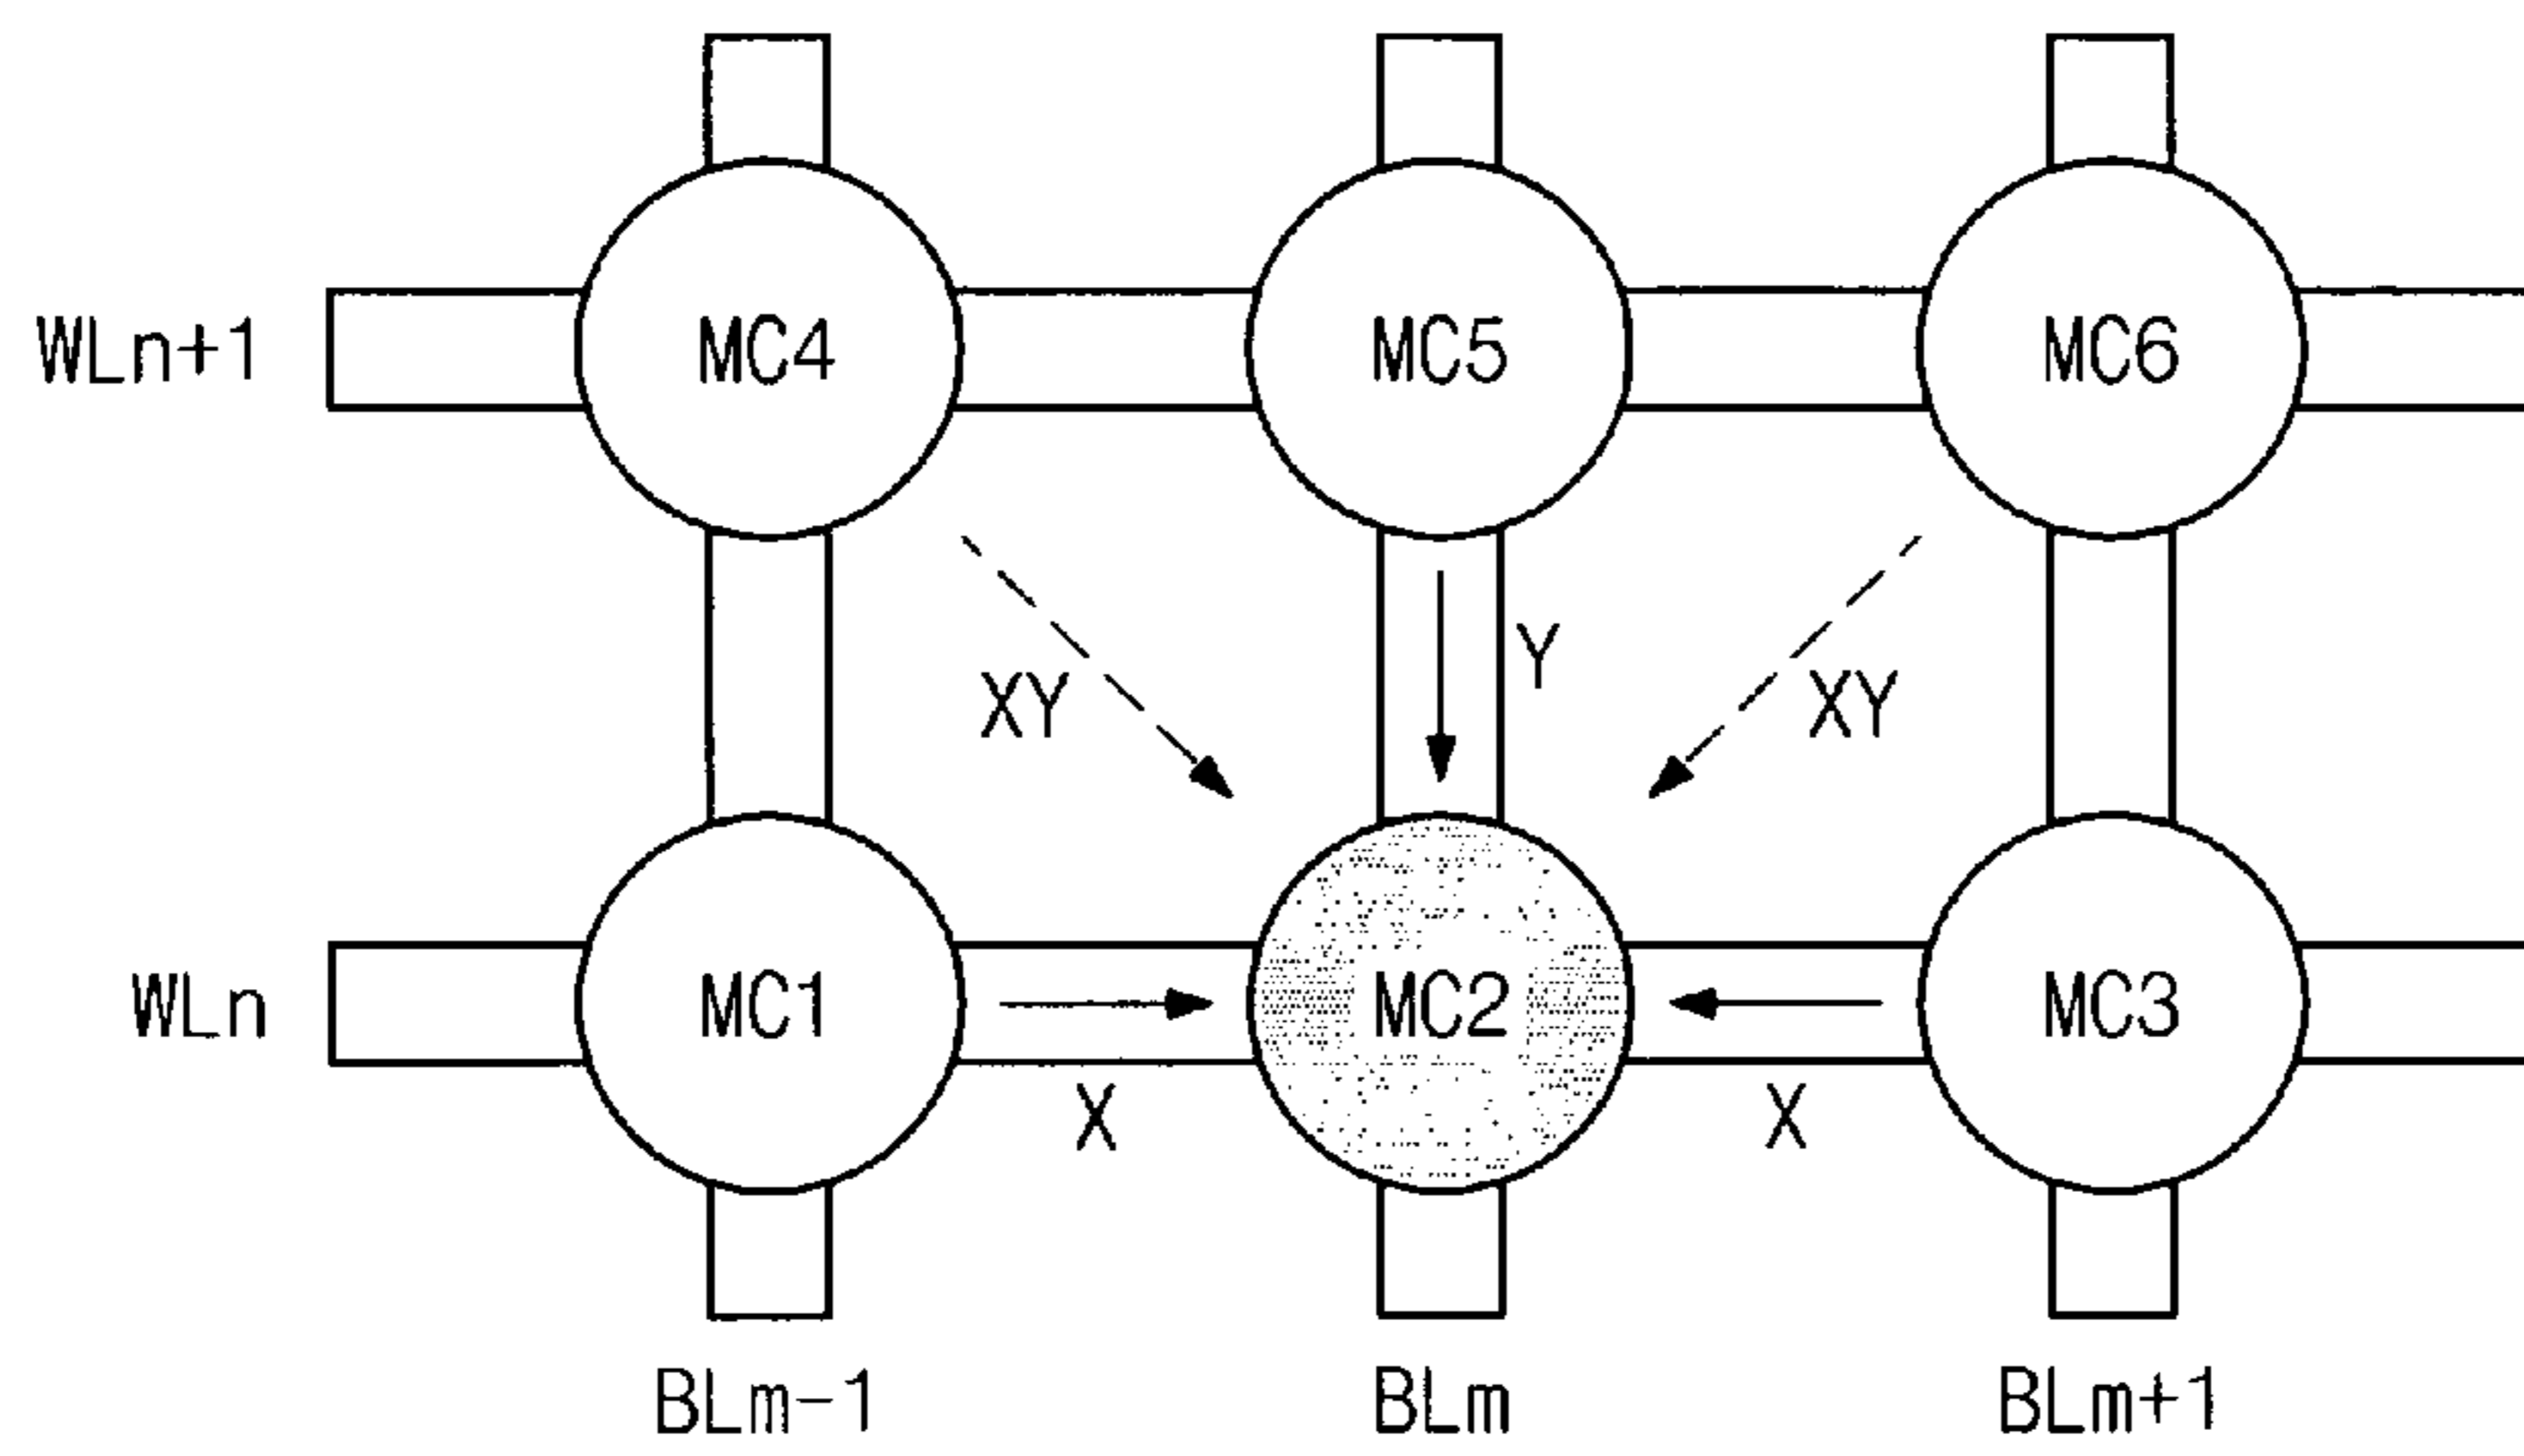 WLn+1 MC4 MC5 MC6
Y
XY XY
WLn MC1 MC2 MC3
X X
BLm-1 BLm BLm+1